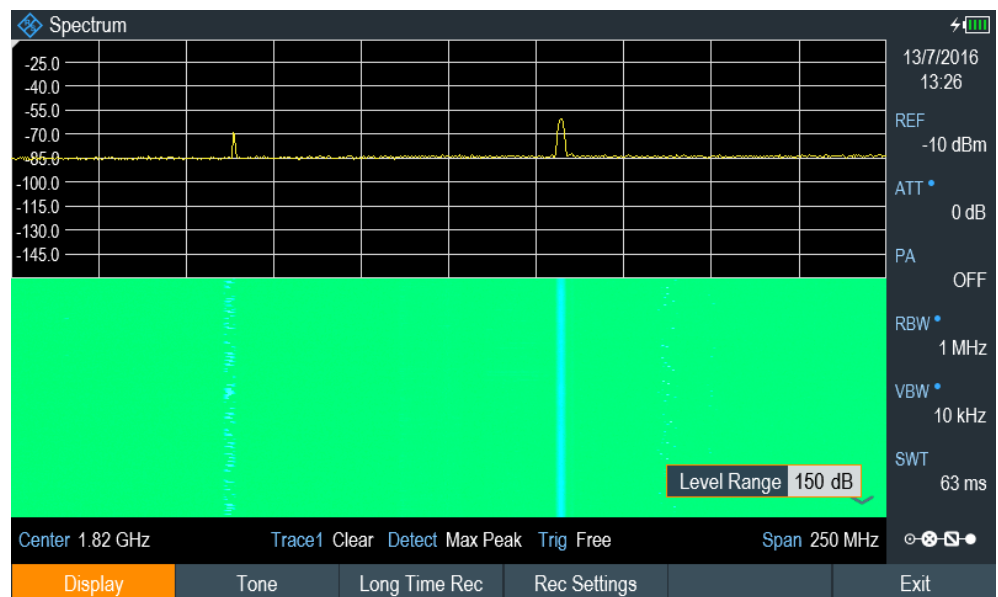 Spectrum
13/7/2016
13:26
-25.0
-40.0
-55.0
-70.0
-85.0
-100.0
-115.0
-130.0
-145.0
REF
-10 dBm
ATT
0 dB
PA
OFF
RBW
1 MHz
VBW
10 kHz
SWT
63 ms
Level Range 150 dB
Center 1.82 GHz Trace1 Clear Detect Max Peak Trig Free Span 250 MHz
Display Tone Long Time Rec Rec Settings Exit